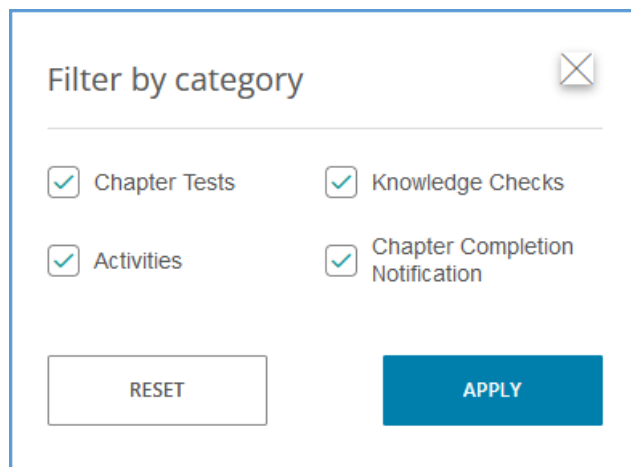 Filter by category
Chapter Tests
Knowledge Checks
Activities
Chapter Completion
Notification
RESET
APPLY